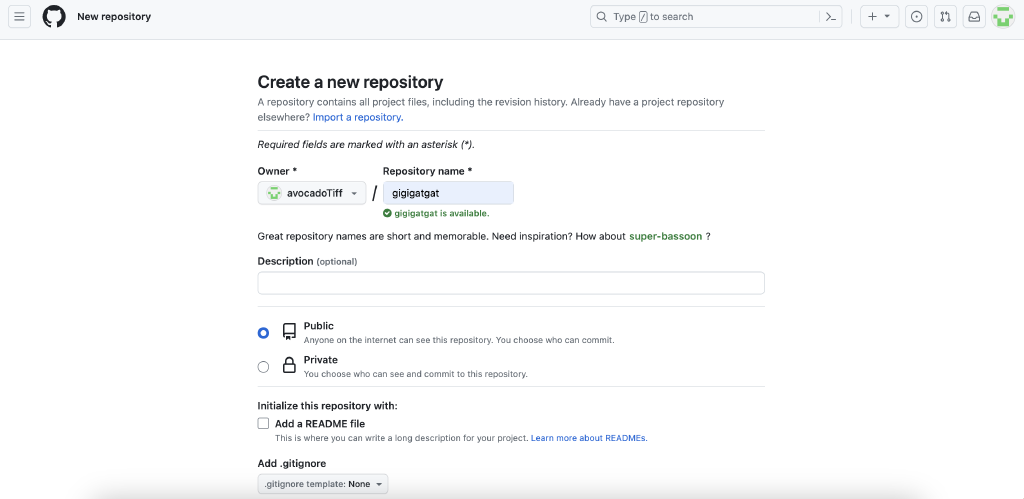 New repository
Type / to search
Create a new repository
A repository contains all project files, including the revision history. Already have a project repository
elsewhere? Import a repository.
Required fields are marked with an asterisk (*).
Owner * Repository name *
avocadoTiff / gigigatgat
gigigatgat is available.
Great repository names are short and memorable. Need inspiration? How about super-bassoon ?
Description (optional)
Public
Anyone on the internet can see this repository. You choose who can commit.
Private
You choose who can see and commit to this repository.
Initialize this repository with:
Add a README file
This is where you can write a long description for your project. Learn more about READMEs.
Add .gitignore
.gitignore template: None